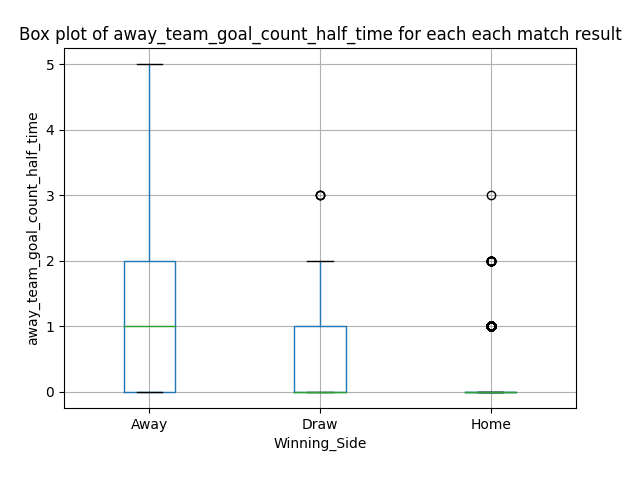 Box plot of away_team_goal_count_half_time for each each match result
away_team_goal_count_half_time
5
4
3
2
1
0
Away Draw Home
Winning_Side